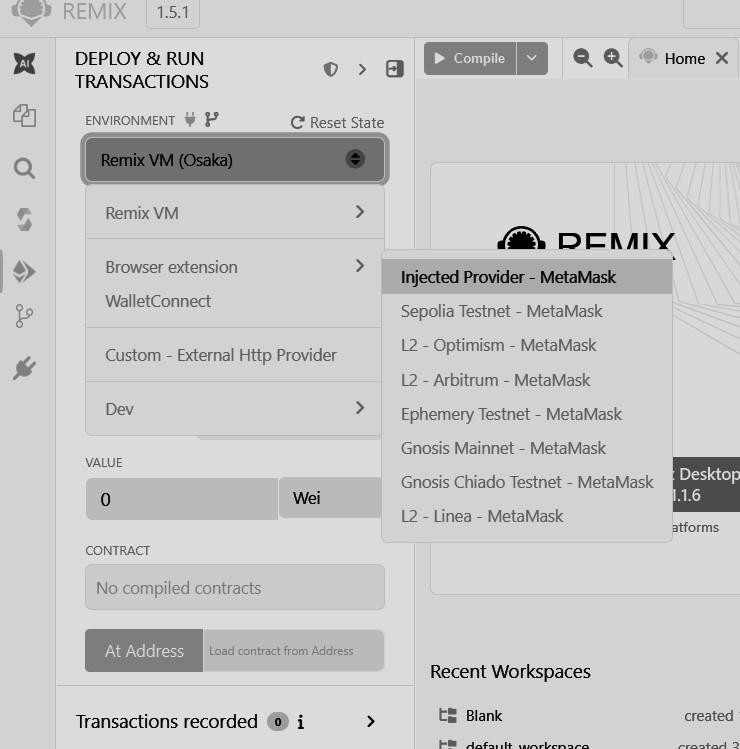 REMIX
1.5.1
AI
DEPLOY & RUN
TRANSACTIONS
ENVIRONMENT
Reset State
Remix VM (Osaka)
Remix VM
Browser extension
WalletConnect
Custom - External Http Provider
Dev
Injected Provider - MetaMask
Sepolia Testnet - MetaMask
L2 - Optimism - MetaMask
L2 - Arbitrum - MetaMask
Ephemery Testnet - MetaMask
Gnosis Mainnet - MetaMask
Gnosis Chiado Testnet - MetaMask
L2 - Linea - MetaMask
VALUE
0
Wei
CONTRACT
No compiled contracts
At Address
Load contract from Address
Transactions recorded
0
i
Compile
Home
REMIX
Desktop
1.1.6
atforms
Recent Workspaces
Blank
created
default_workspace
created 3